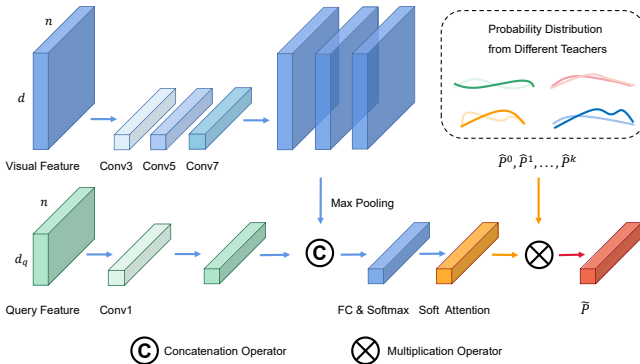 n
Probability Distribution
from Different Teachers
d
Visual Feature
Conv3
Conv5
Conv7
P̂⁰, P̂¹, ..., P̂ᵏ
n
Max Pooling
d_q
C
Query Feature
Conv1
FC & Softmax
Soft Attention
P̃
C Concatenation Operator
Multiplication Operator